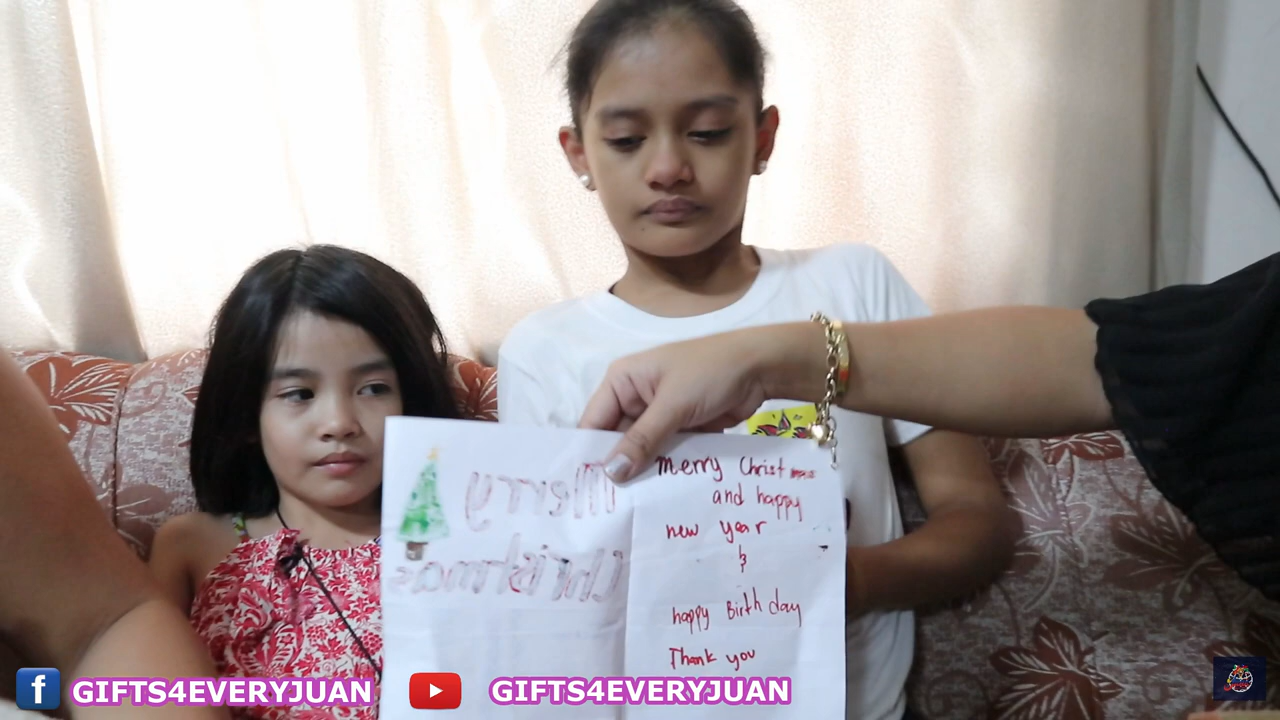 Merry
Christmas
Merry Christmas
and happy
new year
&
happy Birth day
Thank you
GIFTS4EVERYJUAN
GIFTS4EVERYJUAN